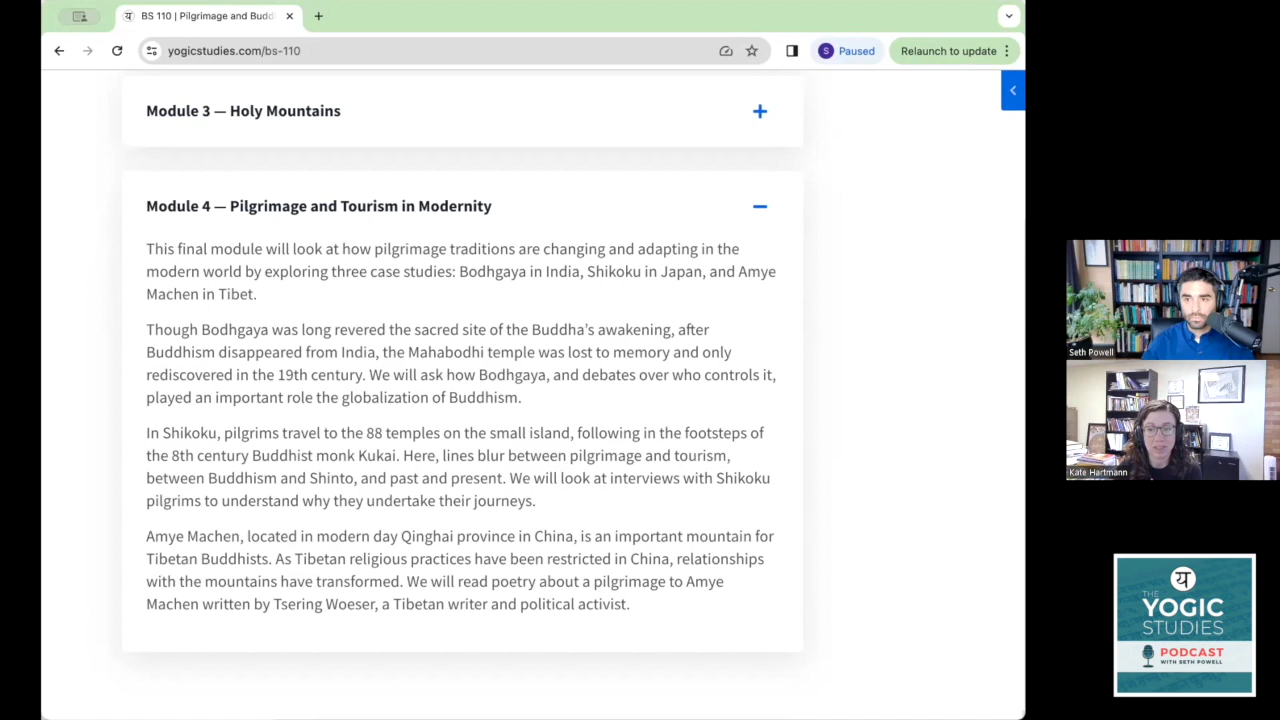 BS 110 | Pilgrimage and Budd
yogicstudies.com/bs-110
S
Paused
Relaunch to update
Module 3 — Holy Mountains
Module 4 — Pilgrimage and Tourism in Modernity
This final module will look at how pilgrimage traditions are changing and adapting in the
modern world by exploring three case studies: Bodhgaya in India, Shikoku in Japan, and Amye
Machen in Tibet.
Though Bodhgaya was long revered the sacred site of the Buddha's awakening, after
Buddhism disappeared from India, the Mahabodhi temple was lost to memory and only
rediscovered in the 19th century. We will ask how Bodhgaya, and debates over who controls it,
played an important role the globalization of Buddhism.
In Shikoku, pilgrims travel to the 88 temples on the small island, following in the footsteps of
the 8th century Buddhist monk Kukai. Here, lines blur between pilgrimage and tourism,
between Buddhism and Shinto, and past and present. We will look at interviews with Shikoku
pilgrims to understand why they undertake their journeys.
Amye Machen, located in modern day Qinghai province in China, is an important mountain for
Tibetan Buddhists. As Tibetan religious practices have been restricted in China, relationships
with the mountains have transformed. We will read poetry about a pilgrimage to Amye
Machen written by Tsering Woeser, a Tibetan writer and political activist.
Seth Powell
Kate Hartmann
य
THE
YOGIC
STUDIES
PODCAST
WITH SETH POWELL